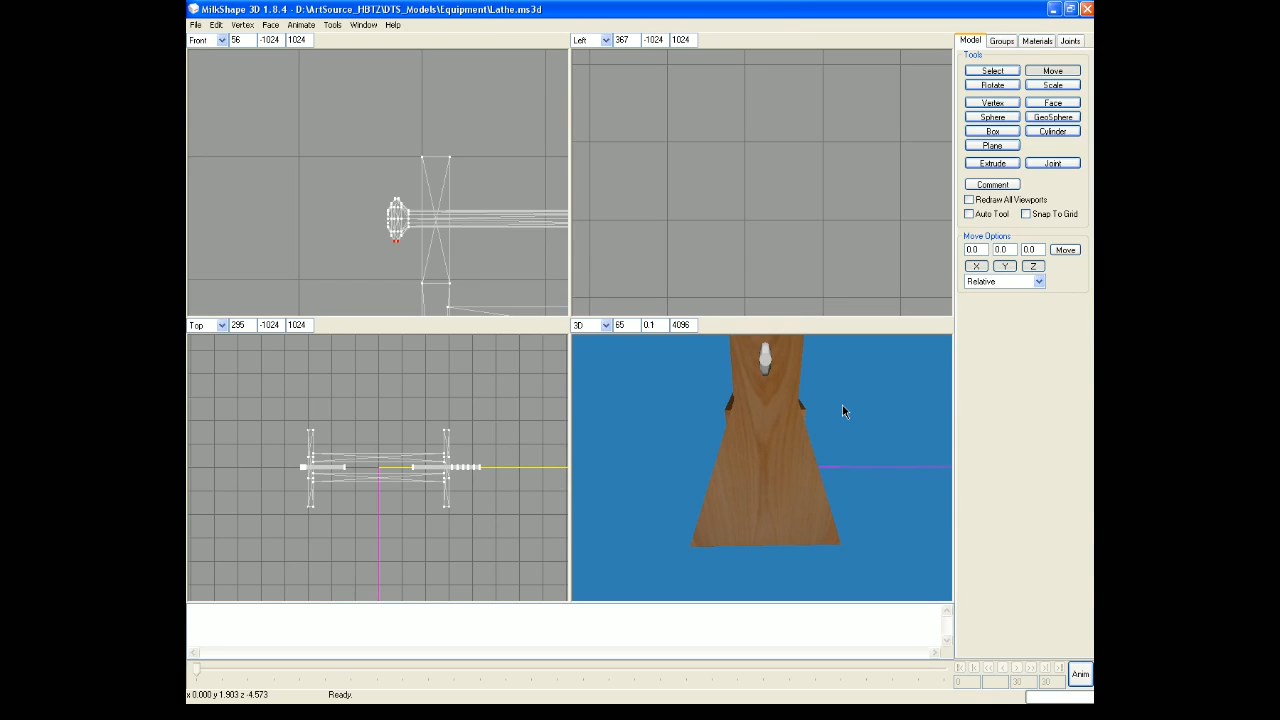 MilkShape 3D 1.8.4 - D:\ArtSource_HBTZ\DTS_Models\Equipment\Lathe.ms3d
File Edit Vertex Face Animate Tools Window Help
Front 56 -1024 1024 Left 367 -1024 1024
Model Groups Materials Joints
Tools
Select Move
Rotate Scale
Vertex Face
Sphere GeoSphere
Box Cylinder
Plane
Extrude Joint
Comment
Redraw All Viewports
Auto Tool Snap To Grid
Move Options
0.0 0.0 0.0 Move
X Y Z
Relative
Top 295 -1024 1024 3D 65 0.1 4096
0 30 30 Anim
x 0.000 y 1.903 z -4.573 Ready.